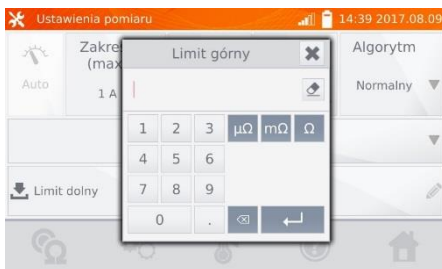 Ustawienia pomiaru 14:39 2017.08.09
Limit górny
Auto
(max
1 A
Algorytm
Normalny
1 2 3 µΩ mΩ Ω
4 5 6
7 8 9
0 .
Limit dolny